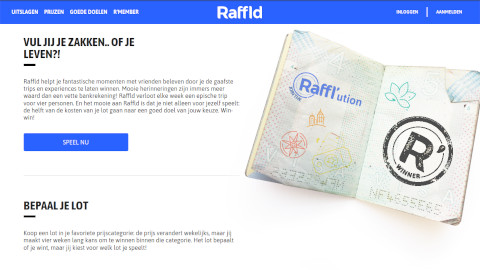 UITSLAGEN PRIJZEN GOEDE DOELEN R'MEMBER Raffld INLOGGEN AANMELDEN
VUL JIJ JE ZAKKEN.. OF JE
LEVEN?!
Raffld helpt je fantastische momenten met vrienden beleven door je de gaafste
trips en experiences te laten winnen. Mooie herinneringen zijn immers meer
waard dan een vette bankrekening! Raffld verloot elke week een epische trip
voor vier personen. En het mooie aan Raffld is dat je niet alleen voor jezelf speelt:
de helft van de kosten van je lot gaan naar een goed doel van jouw keuze. Win-
win!
SPEEL NU
Raffl'ution
R'
WINNER
NF4655E65
BEPAAL JE LOT
Koop een lot in je favoriete prijscategorie: de prijs verandert wekelijks, maar jij
maakt vier weken lang kans om te winnen binnen die categorie. Het lot bepaalt
of je wint, maar jij kiest voor welk lot je speelt!